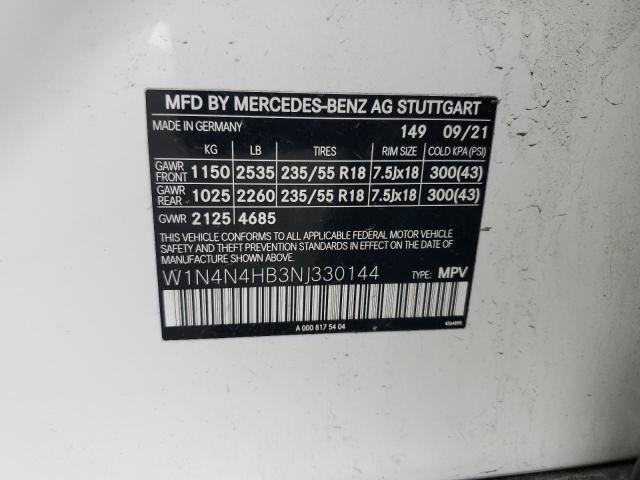 MFD BY MERCEDES-BENZ AG STUTTGART
MADE IN GERMANY 149 09/21
KG LB TIRES RIM SIZE COLD KPA (PSI)
GAWR FRONT 1150 2535 235/55 R18 7.5Jx18 300(43)
GAWR REAR 1025 2260 235/55 R18 7.5Jx18 300(43)
GVWR 2125 4685
THIS VEHICLE CONFORMS TO ALL APPLICABLE FEDERAL MOTOR VEHICLE
SAFETY AND THEFT PREVENTION STANDARDS IN EFFECT ON THE DATE OF
MANUFACTURE SHOWN ABOVE.
W1N4N4HB3NJ330144 TYPE: MPV
A 000 817 54 04